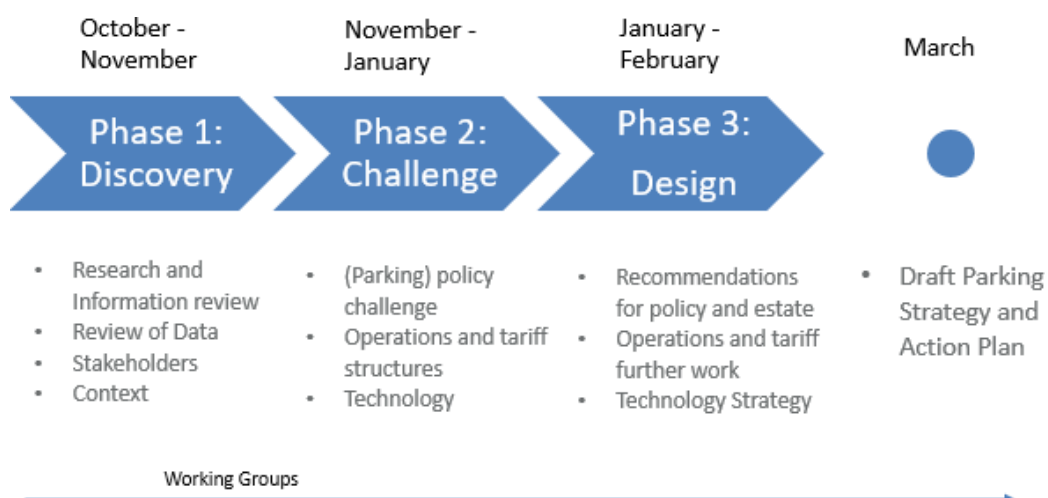 October -
November
November -
January
January -
February
March
Phase 1:
Discovery
Phase 2:
Challenge
Phase 3:
Design
• Research and
Information review
• Review of Data
• Stakeholders
• Context
• (Parking) policy
challenge
• Operations and tariff
structures
• Technology
• Recommendations
for policy and estate
• Operations and tariff
further work
• Technology Strategy
• Draft Parking
Strategy and
Action Plan
Working Groups